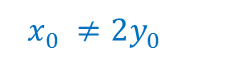 x₀ ≠ 2y₀